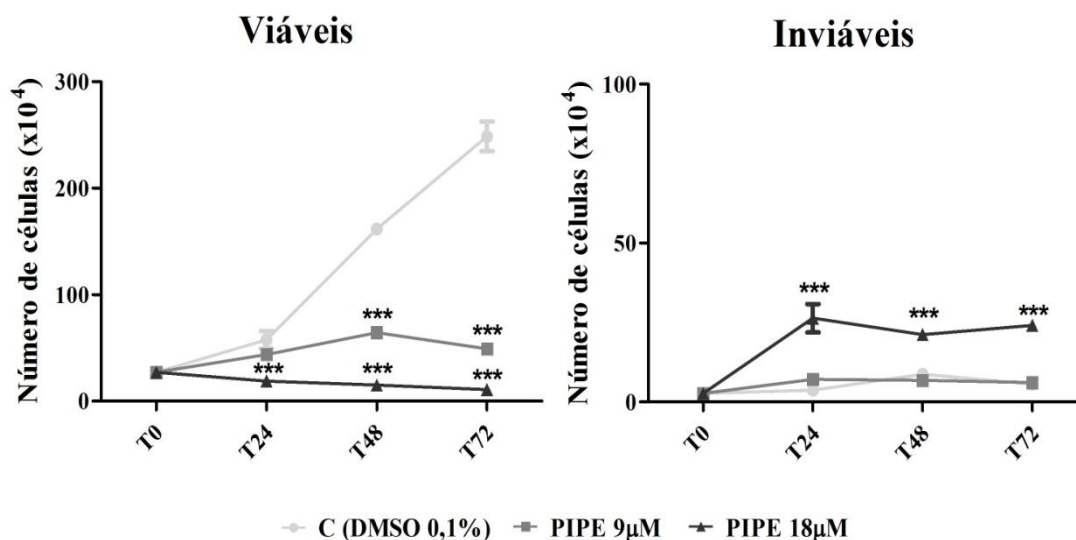 Viáveis
Número de células (x10⁴)
300
200
100
0
***
***
***
***
***
T0
T24
T48
T72
Inviáveis
Número de células (x10⁴)
100
50
0
***
***
***
T0
T24
T48
T72
C (DMSO 0,1%) PIPE 9µM PIPE 18µM